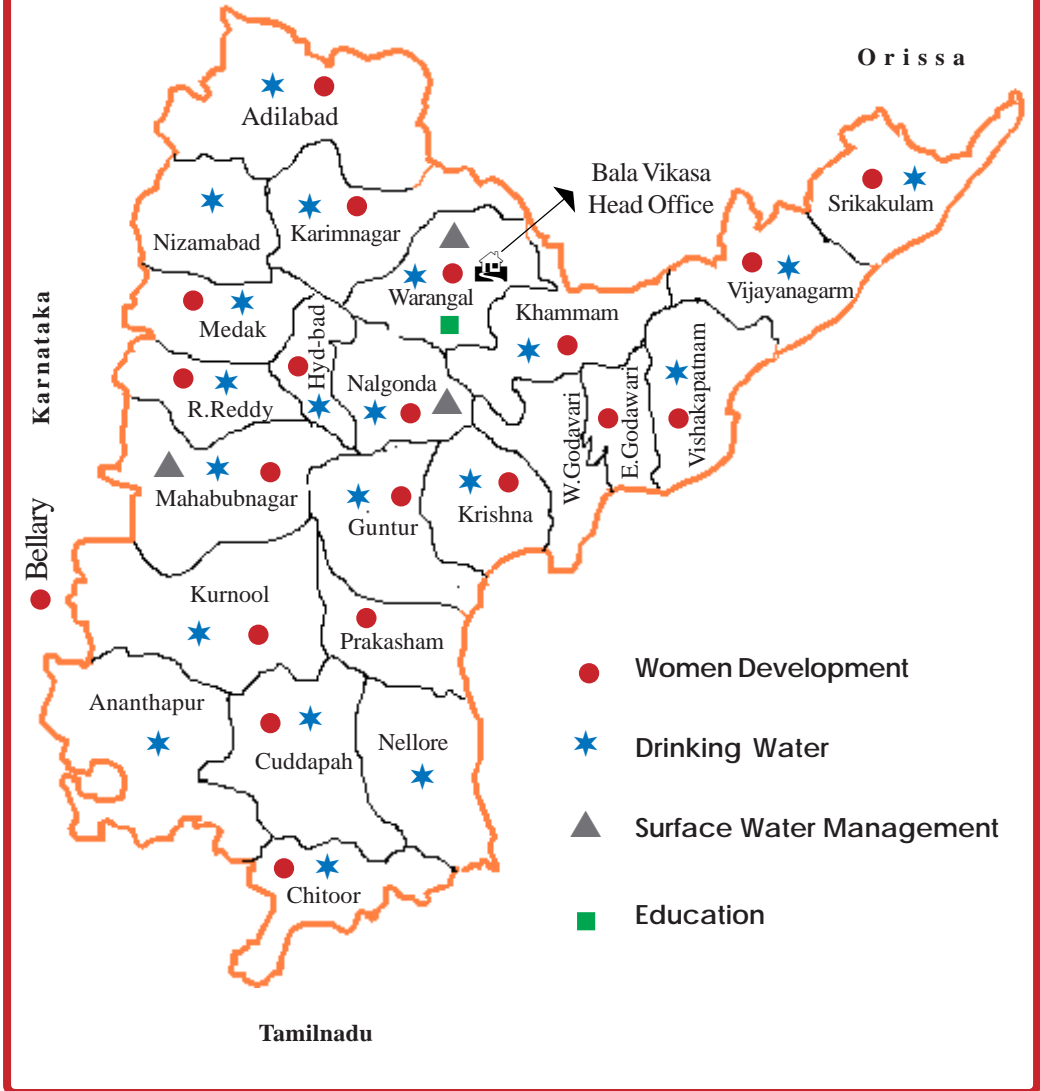 Orissa
Adilabad
Bala Vikasa
Head Office
Srikakulam
Nizamabad
Karimnagar
Warangal
Vijayanagarm
Karnataka
Medak
Khammam
Hyd-bad
R.Reddy
Nalgonda
W.Godavari
E.Godawari
Vishakapatnam
Mahabubnagar
Guntur
Krishna
Bellary
Kurnool
Prakasham
Women Development
Ananthapur
Cuddapah
Nellore
Drinking Water
Surface Water Management
Chitoor
Education
Tamilnadu